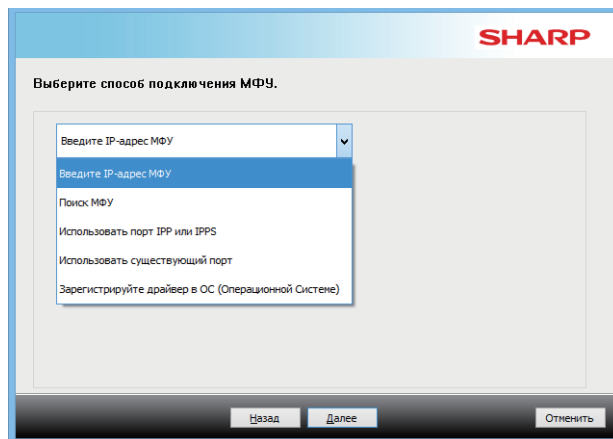 SHARP
Выберите способ подключения МФУ.
Введите IP-адрес МФУ
Введите IP-адрес МФУ
Поиск МФУ
Использовать порт IPP или IPPS
Использовать существующий порт
Зарегистрируйте драйвер в ОС (Операционной Системе)
Назад Далее Отменить